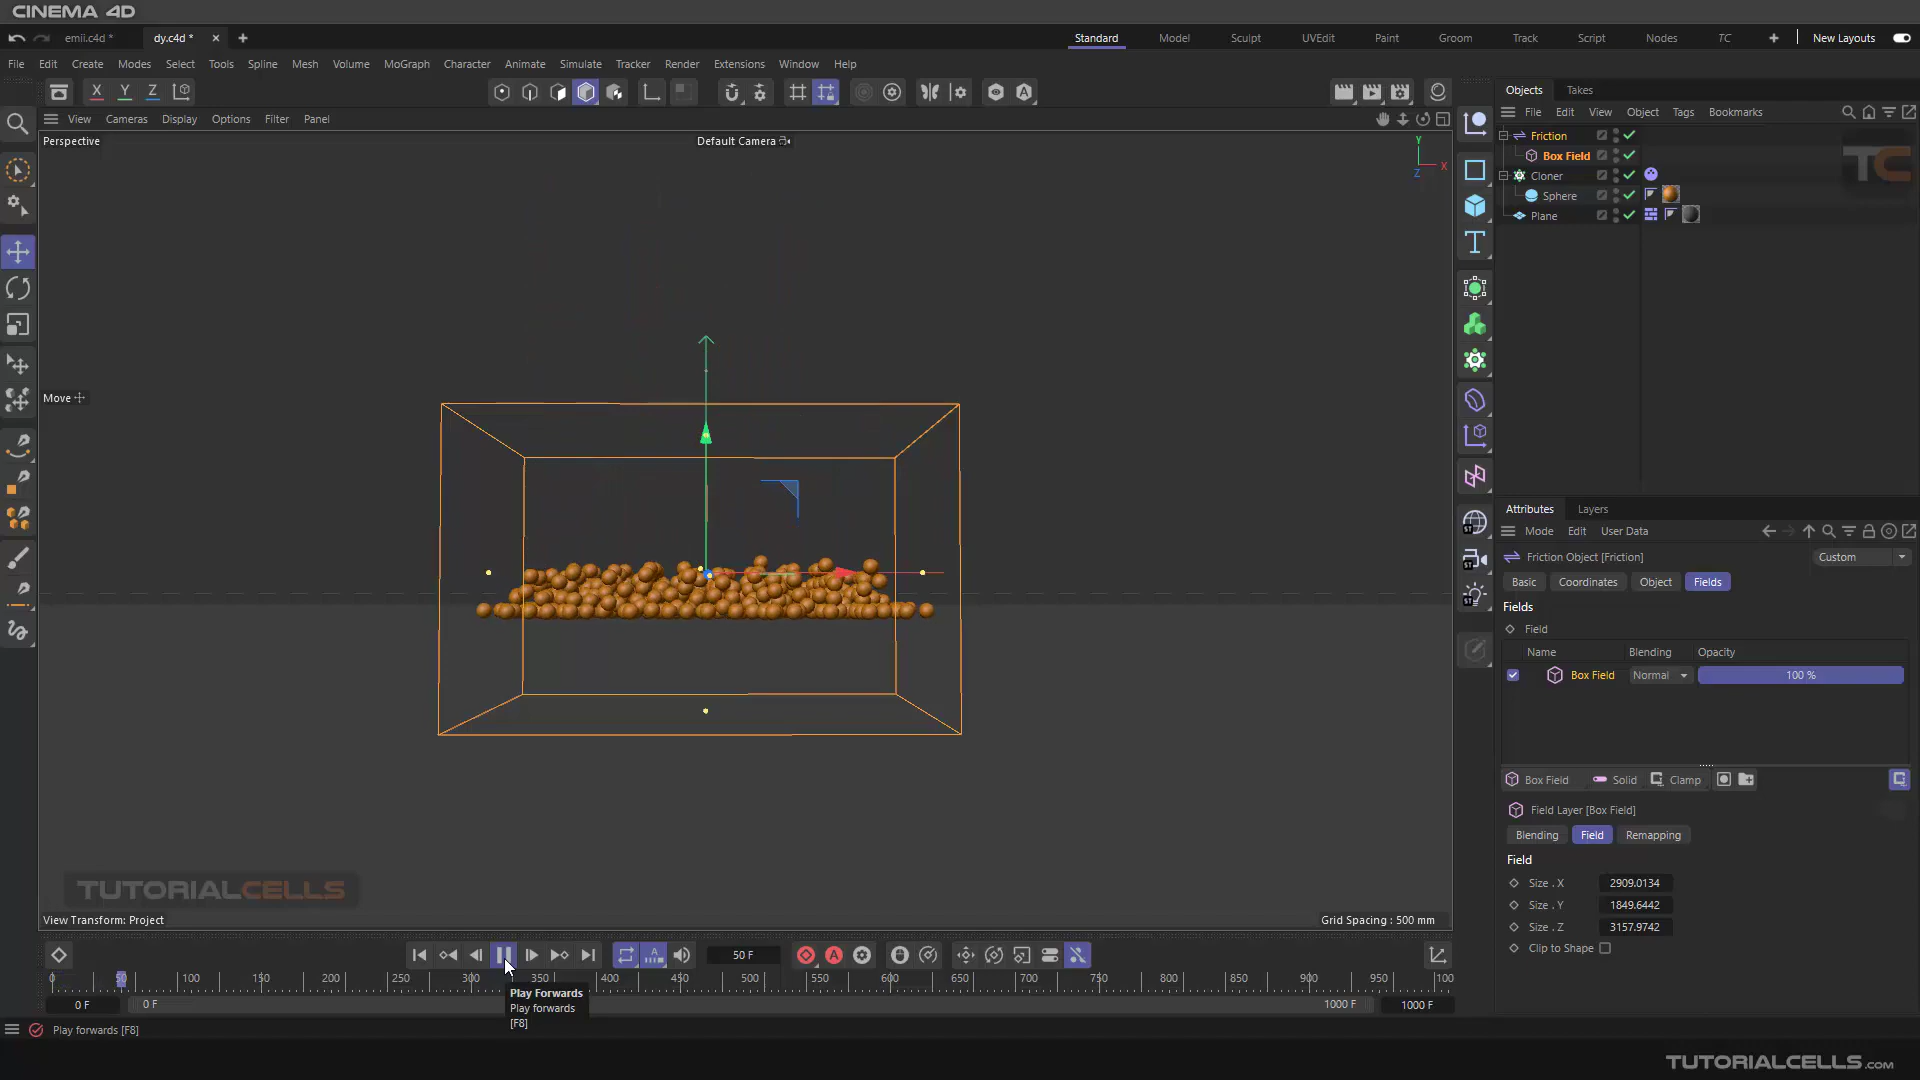 CINEMA 4D
emii.c4d *
dy.c4d *
Standard
Model
Sculpt
UVEdit
Paint
Groom
Track
Script
Nodes
TC
New Layouts
File
Edit
Create
Modes
Select
Tools
Spline
Mesh
Volume
MoGraph
Character
Animate
Simulate
Tracker
Render
Extensions
Window
Help
X
Y
Z
View
Cameras
Display
Options
Filter
Panel
Perspective
Default Camera
Y
X
Z
Move
TUTORIALCELLS
View Transform: Project
Grid Spacing : 500 mm
Objects
Takes
File
Edit
View
Object
Tags
Bookmarks
Friction
Box Field
Cloner
Sphere
Plane
TC
Attributes
Layers
Mode
Edit
User Data
Friction Object [Friction]
Custom
Basic
Coordinates
Object
Fields
Fields
Field
Name
Blending
Opacity
Box Field
Normal
100 %
Box Field
Solid
Clamp
Field Layer [Box Field]
Blending
Field
Remapping
Field
Size . X
2909.0134
Size . Y
1849.6442
Size . Z
3157.9742
Clip to Shape
50 F
0
50
100
150
200
250
300
350
400
450
500
550
600
650
700
750
800
850
900
950
100
0 F
0 F
1000 F
1000 F
Play Forwards
Play forwards
[F8]
Play forwards [F8]
TUTORIALCELLS.com